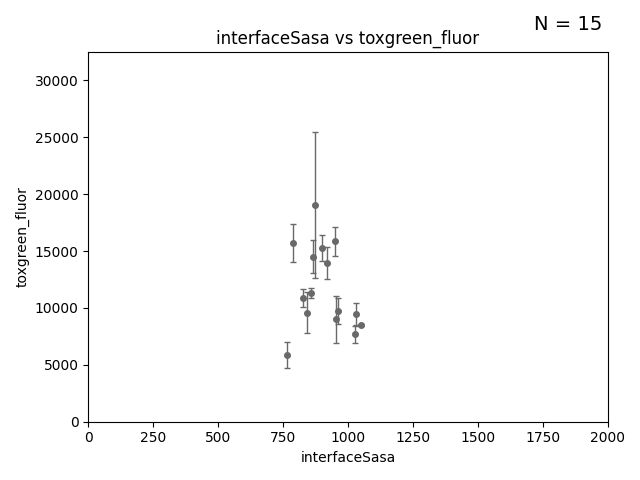 N = 15
interfaceSasa vs toxgreen_fluor
30000
25000
20000
15000
10000
5000
0
toxgreen_fluor
0 250 500 750 1000 1250 1500 1750 2000
interfaceSasa